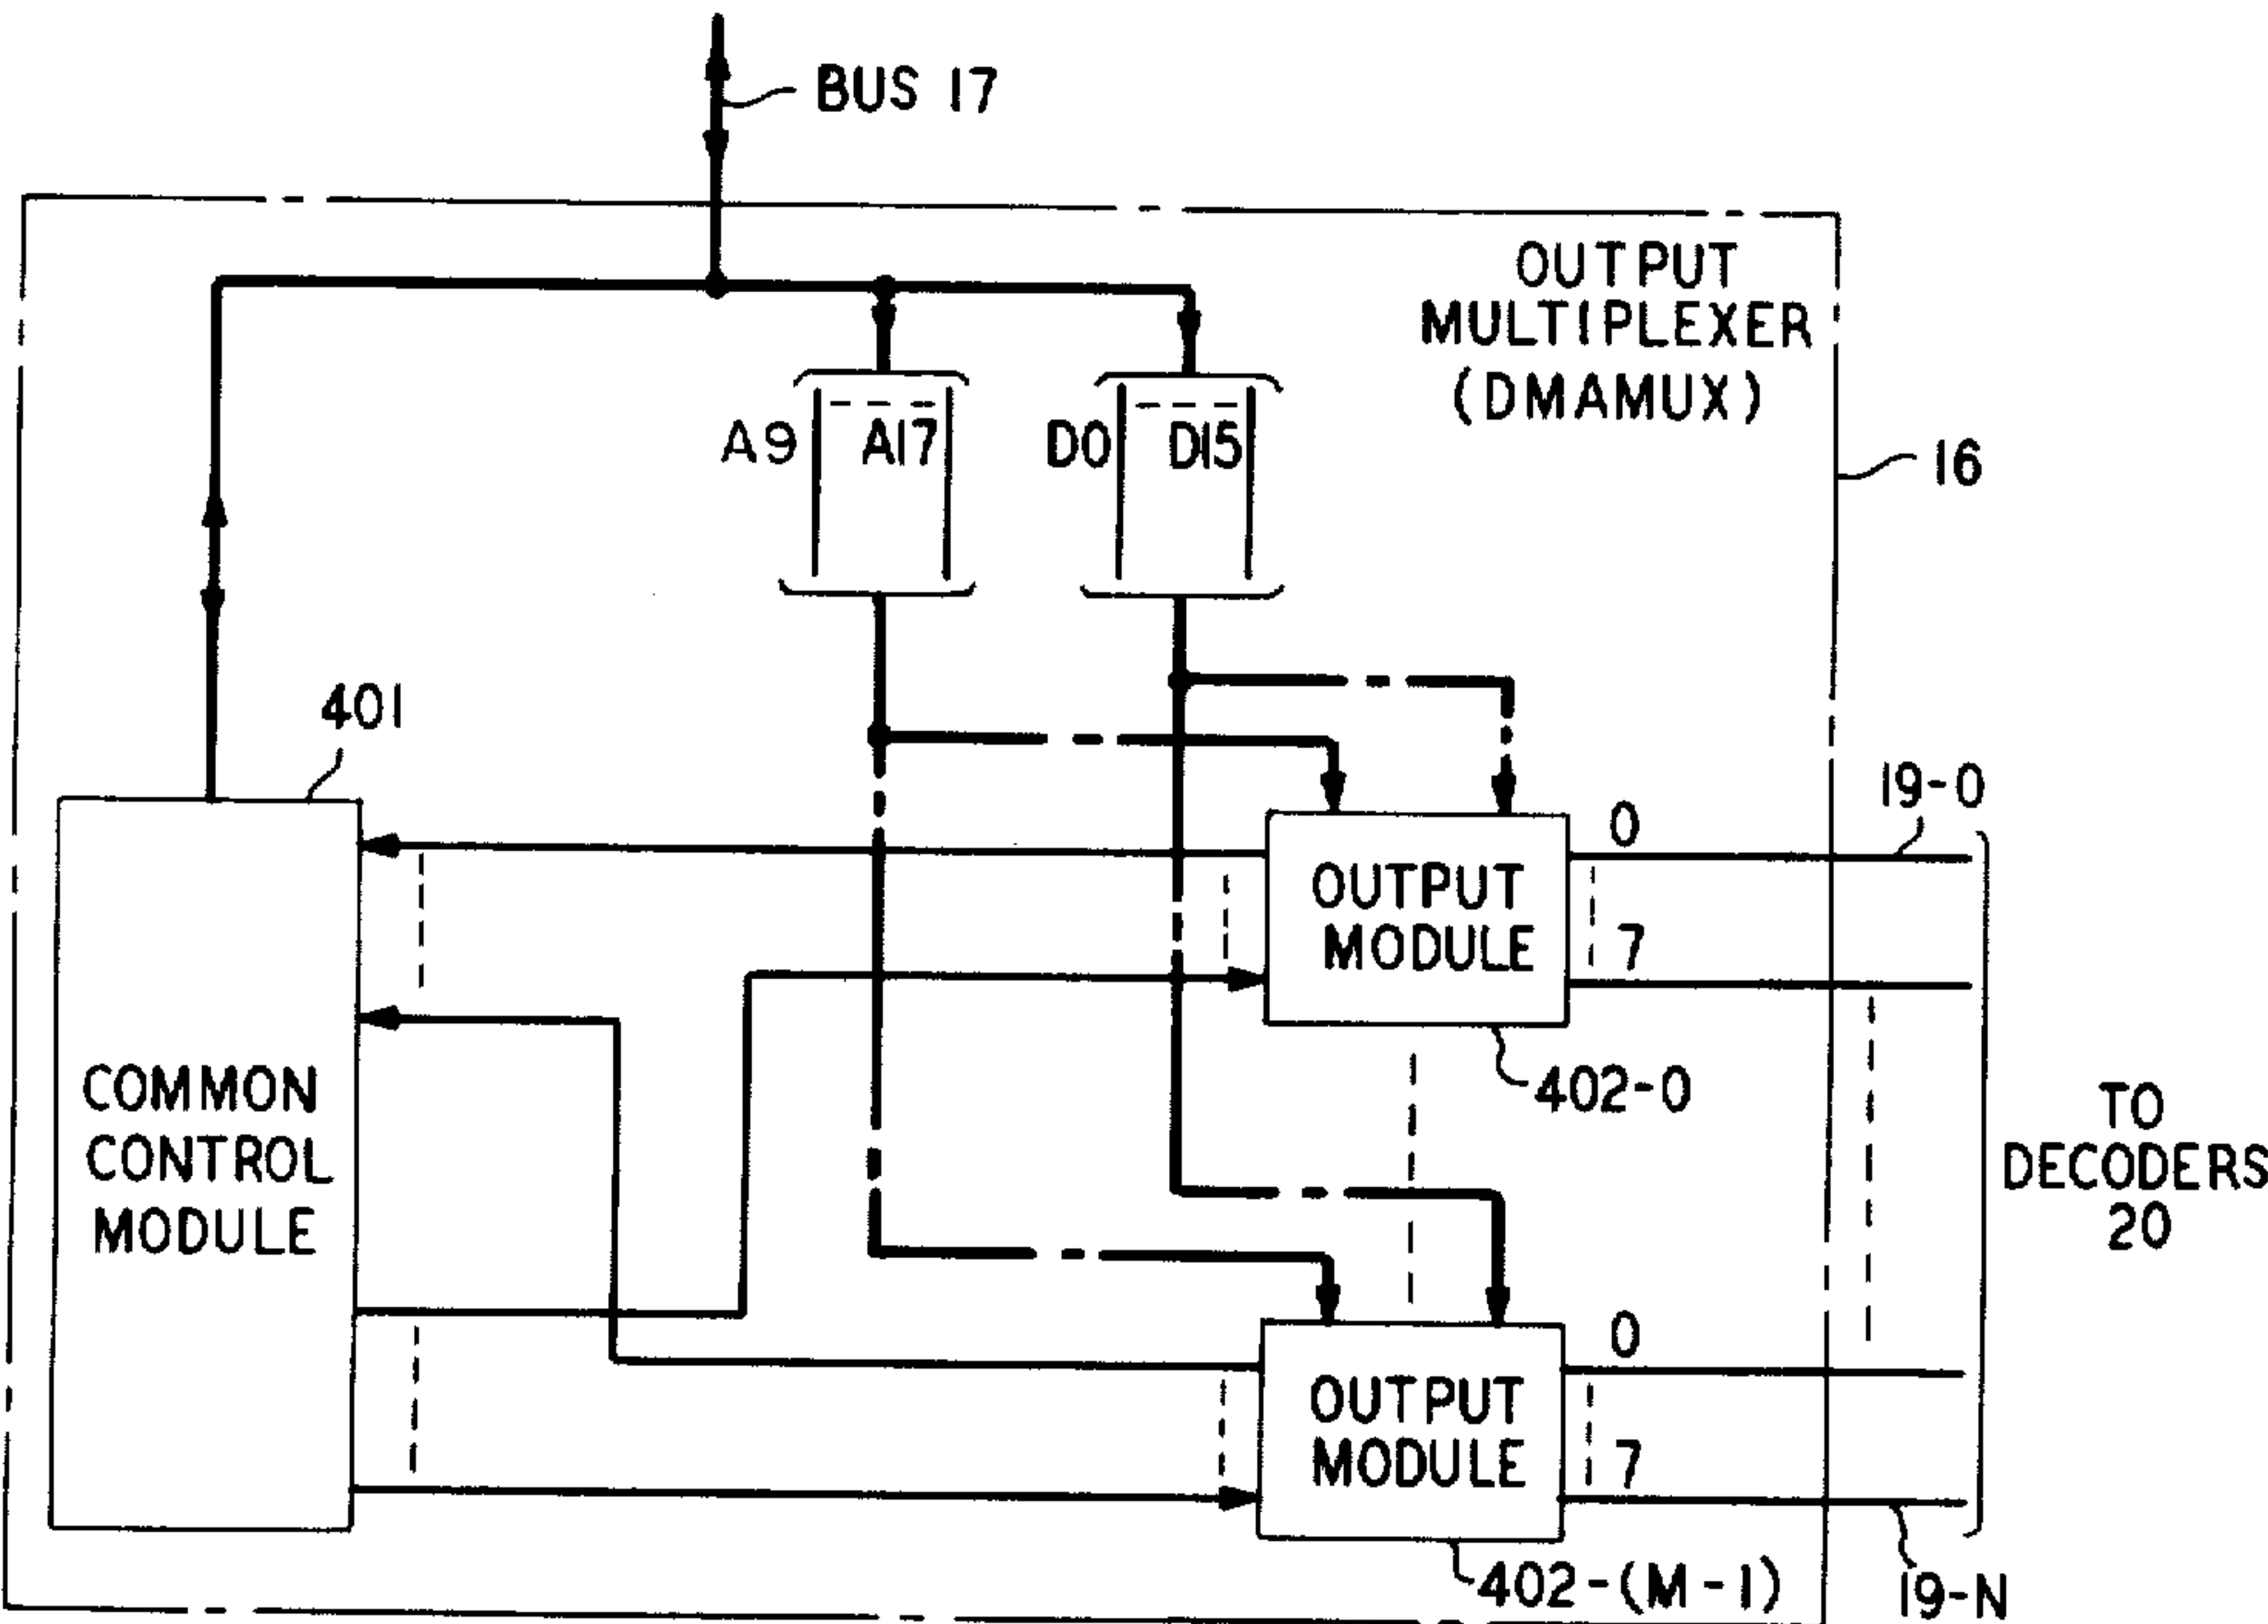 BUS 17
OUTPUT
MULTIPLEXER
(DMAMUX)
A9 A17 D0 D15
16
401
19-0
0
OUTPUT
MODULE
7
402-0
COMMON
CONTROL
MODULE
TO
DECODERS
20
0
OUTPUT
MODULE
7
402-(M-1)
19-N